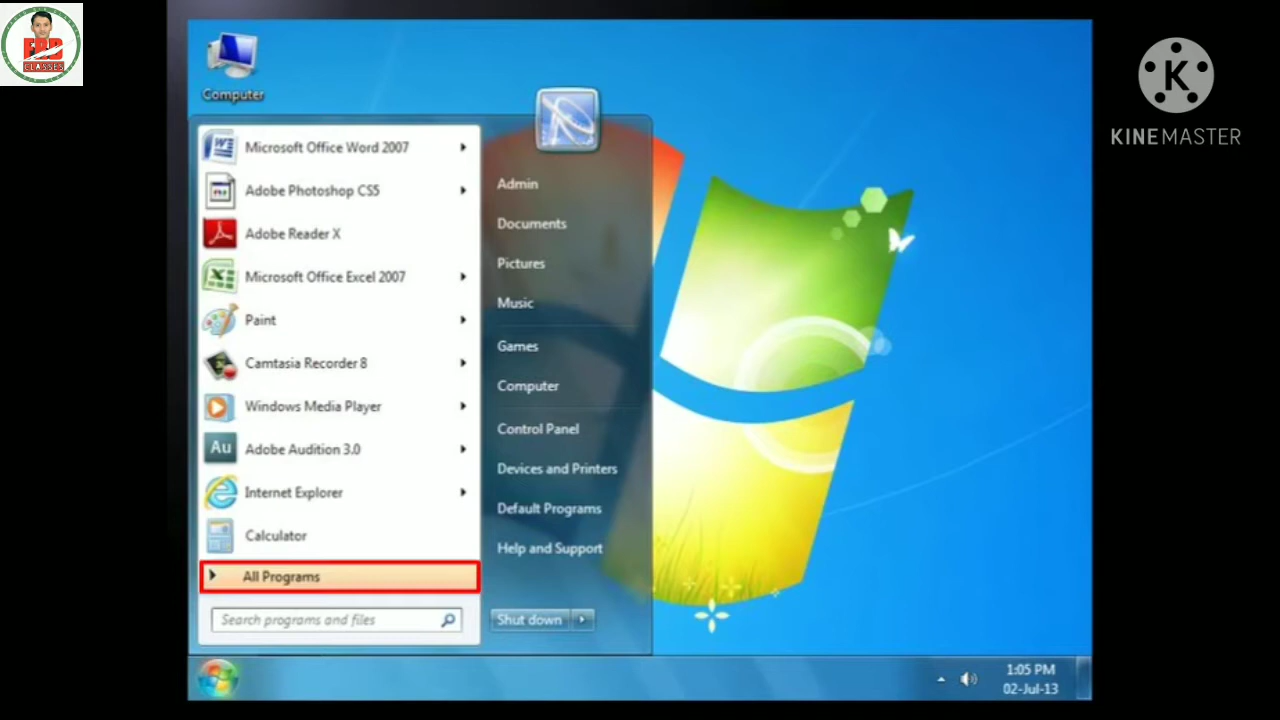 ERB
CLASSES
KINEMASTER
Computer
Microsoft Office Word 2007
Adobe Photoshop CS5
Adobe Reader X
Microsoft Office Excel 2007
Paint
Camtasia Recorder 8
Windows Media Player
Au
Adobe Audition 3.0
Internet Explorer
Calculator
All Programs
Search programs and files
Admin
Documents
Pictures
Music
Games
Computer
Control Panel
Devices and Printers
Default Programs
Help and Support
Shut down
1:05 PM
02-Jul-13